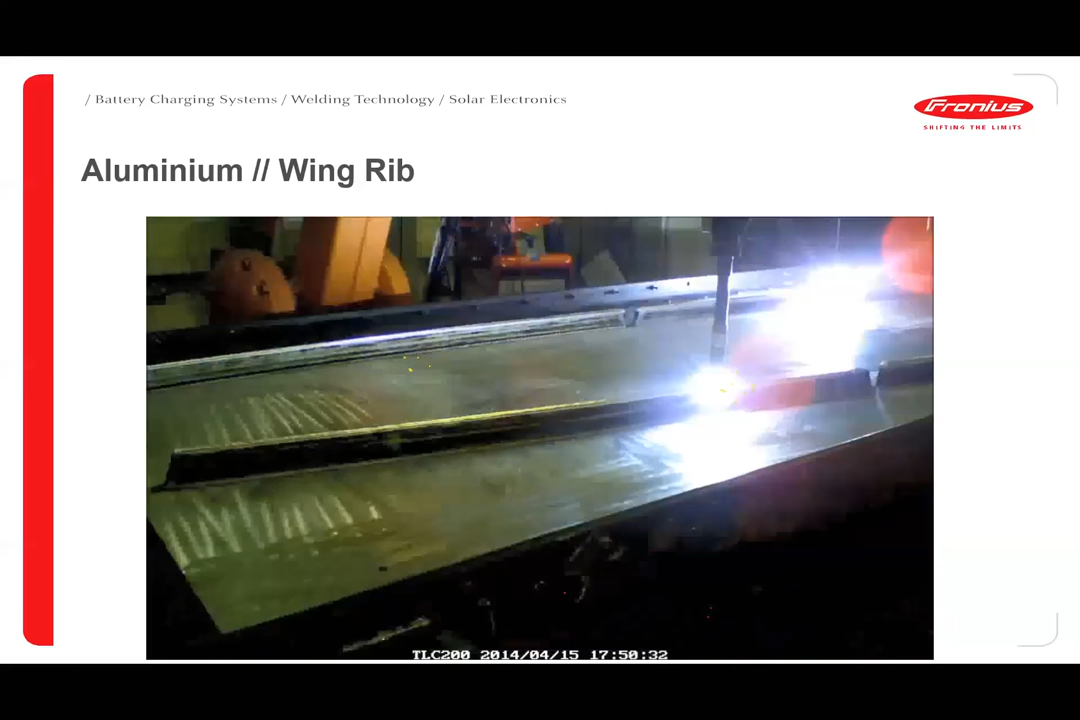 / Battery Charging Systems / Welding Technology / Solar Electronics
Fronius
SHIFTING THE LIMITS
Aluminium // Wing Rib
TLC200 2014/04/15 17:50:32